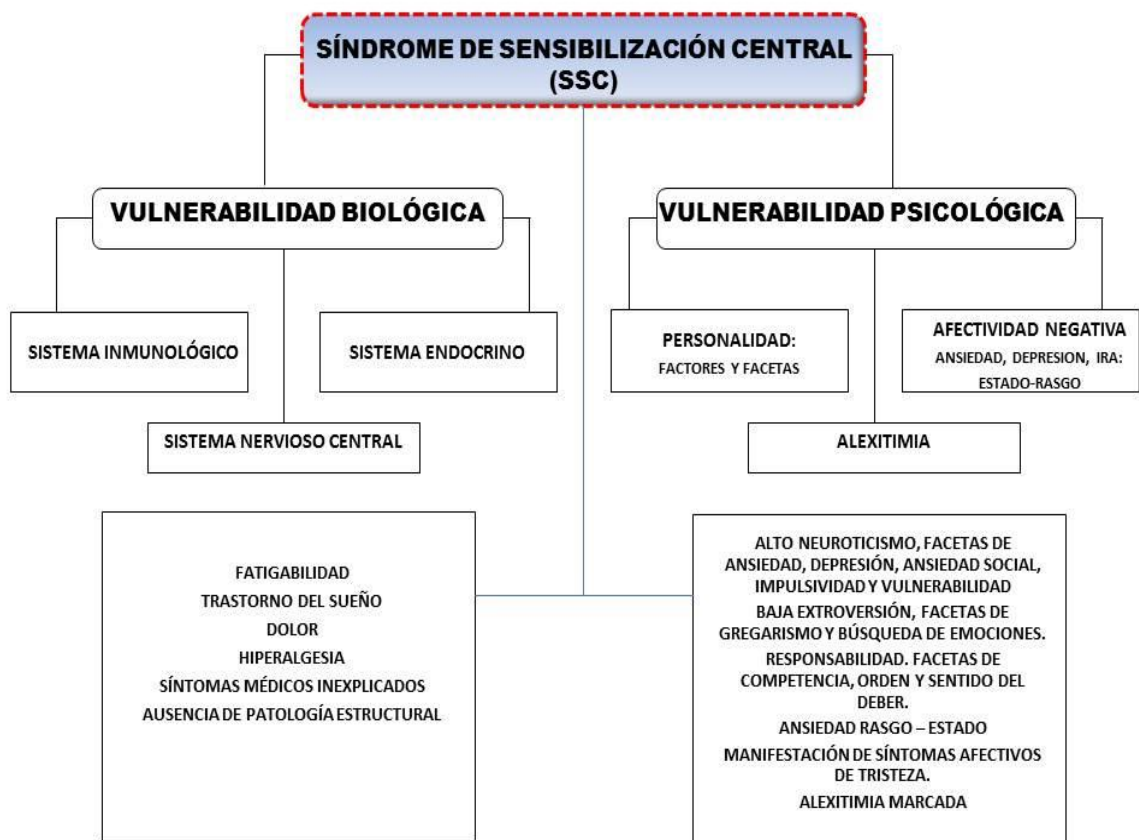 SÍNDROME DE SENSIBILIZACIÓN CENTRAL
(SSC)
VULNERABILIDAD BIOLÓGICA
VULNERABILIDAD PSICOLÓGICA
SISTEMA INMUNOLÓGICO
SISTEMA ENDOCRINO
PERSONALIDAD:
FACTORES Y FACETAS
AFECTIVIDAD NEGATIVA
ANSIEDAD, DEPRESION, IRA:
ESTADO-RASGO
SISTEMA NERVIOSO CENTRAL
ALEXITIMIA
FATIGABILIDAD
TRASTORNO DEL SUEÑO
DOLOR
HIPERALGESIA
SÍNTOMAS MÉDICOS INEXPLICADOS
AUSENCIA DE PATOLOGÍA ESTRUCTURAL
ALTO NEUROTICISMO, FACETAS DE
ANSIEDAD, DEPRESIÓN, ANSIEDAD SOCIAL,
IMPULSIVIDAD Y VULNERABILIDAD
BAJA EXTROVERSIÓN, FACETAS DE
GREGARISMO Y BÚSQUEDA DE EMOCIONES.
RESPONSABILIDAD. FACETAS DE
COMPETENCIA, ORDEN Y SENTIDO DEL
DEBER.
ANSIEDAD RASGO – ESTADO
MANIFESTACIÓN DE SÍNTOMAS AFECTIVOS
DE TRISTEZA.
ALEXITIMIA MARCADA